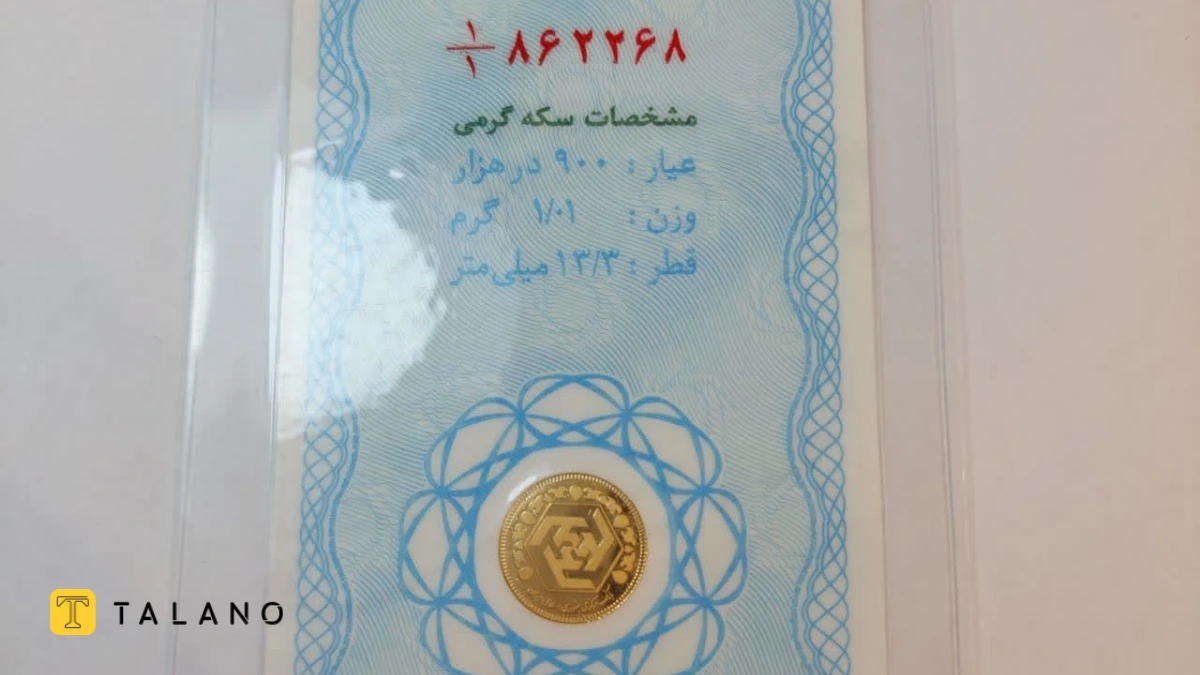 ۱/۱ ۸۶۲۲۶۸
مشخصات سکه گرمی
عیار : ۹۰۰ در هزار
وزن : ۱/۰۱ گرم
قطر : ۱۳/۳ میلی‌متر
TALANO